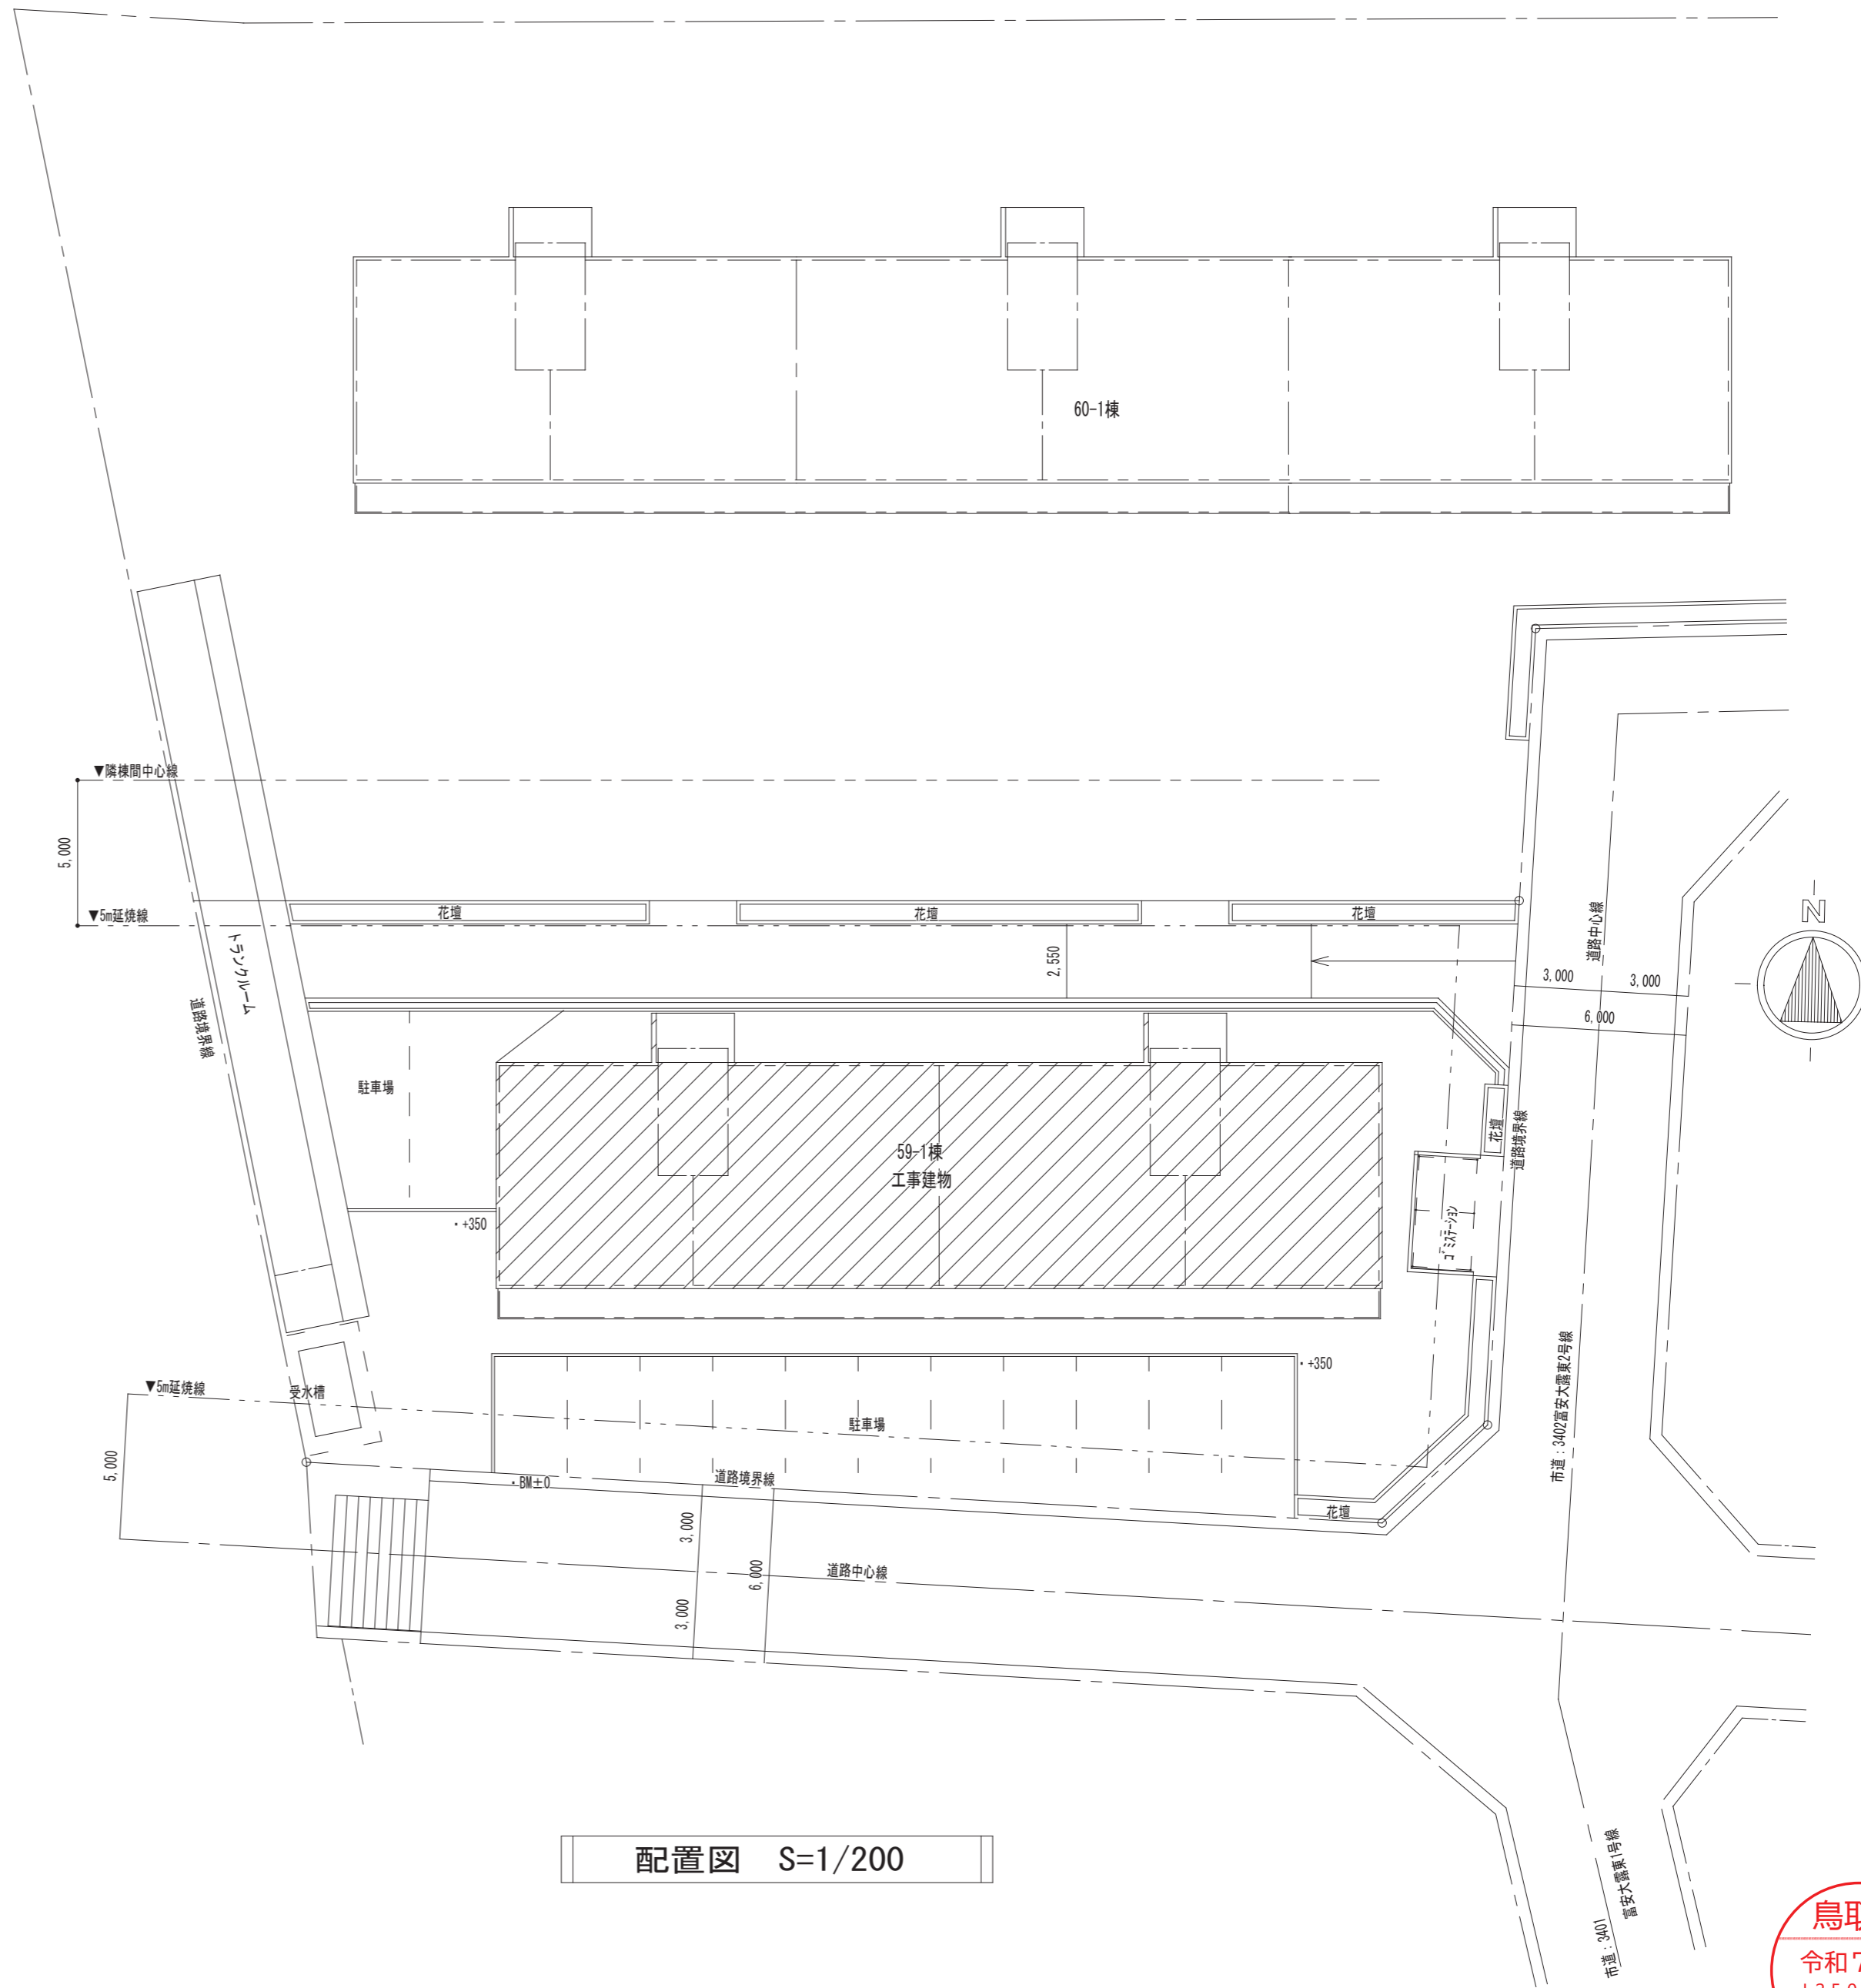 60-1棟
▼隣棟間中心線
5,000
▼5m延焼線
花壇
花壇
花壇
トランクルーム
道路境界線
2,550
道路中心線
3,000
3,000
6,000
N
駐車場
59-1棟
工事建物
花壇
道路境界線
ゴミステーション
・+350
・+350
▼5m延焼線
受水槽
駐車場
5,000
・BM±0
道路境界線
3,000
6,000
3,000
道路中心線
花壇
市道：3402富安大露東2号線
配置図 S=1/200
市道：3401
富安大露東1号線
鳥取
令和7